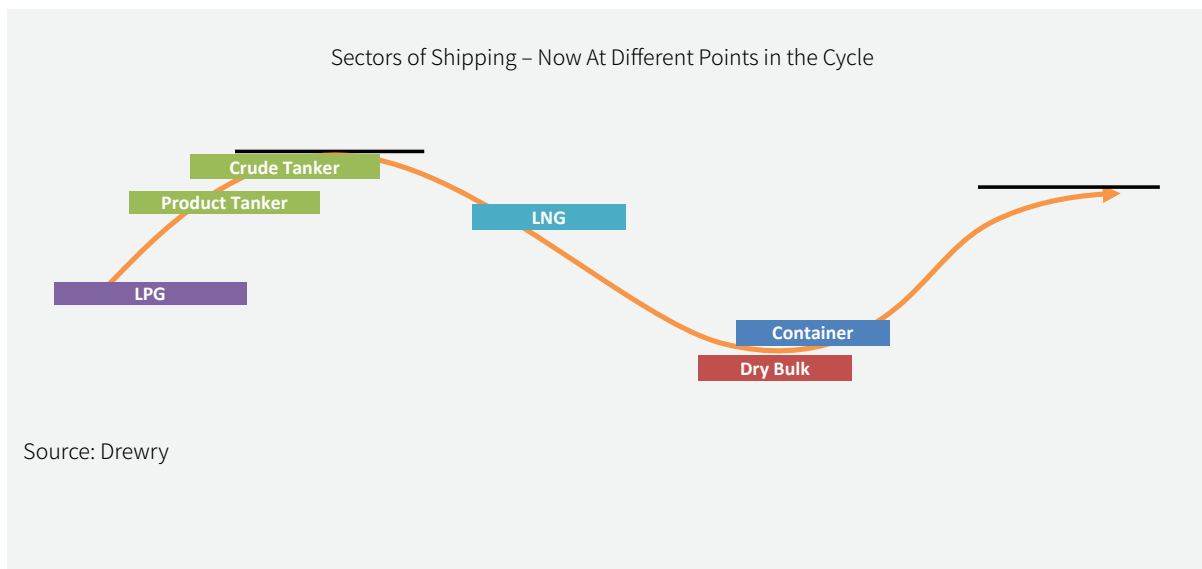 Sectors of Shipping – Now At Different Points in the Cycle
Crude Tanker
Product Tanker
LNG
LPG
Container
Dry Bulk
Source: Drewry